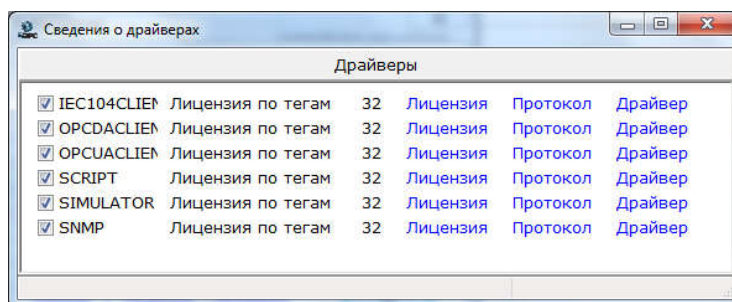 Сведения о драйверах
Драйверы
IEC104CLIEN Лицензия по тегам 32 Лицензия Протокол Драйвер
OPCDACLIEN Лицензия по тегам 32 Лицензия Протокол Драйвер
OPCUACLIEN Лицензия по тегам 32 Лицензия Протокол Драйвер
SCRIPT Лицензия по тегам 32 Лицензия Протокол Драйвер
SIMULATOR Лицензия по тегам 32 Лицензия Протокол Драйвер
SNMP Лицензия по тегам 32 Лицензия Протокол Драйвер